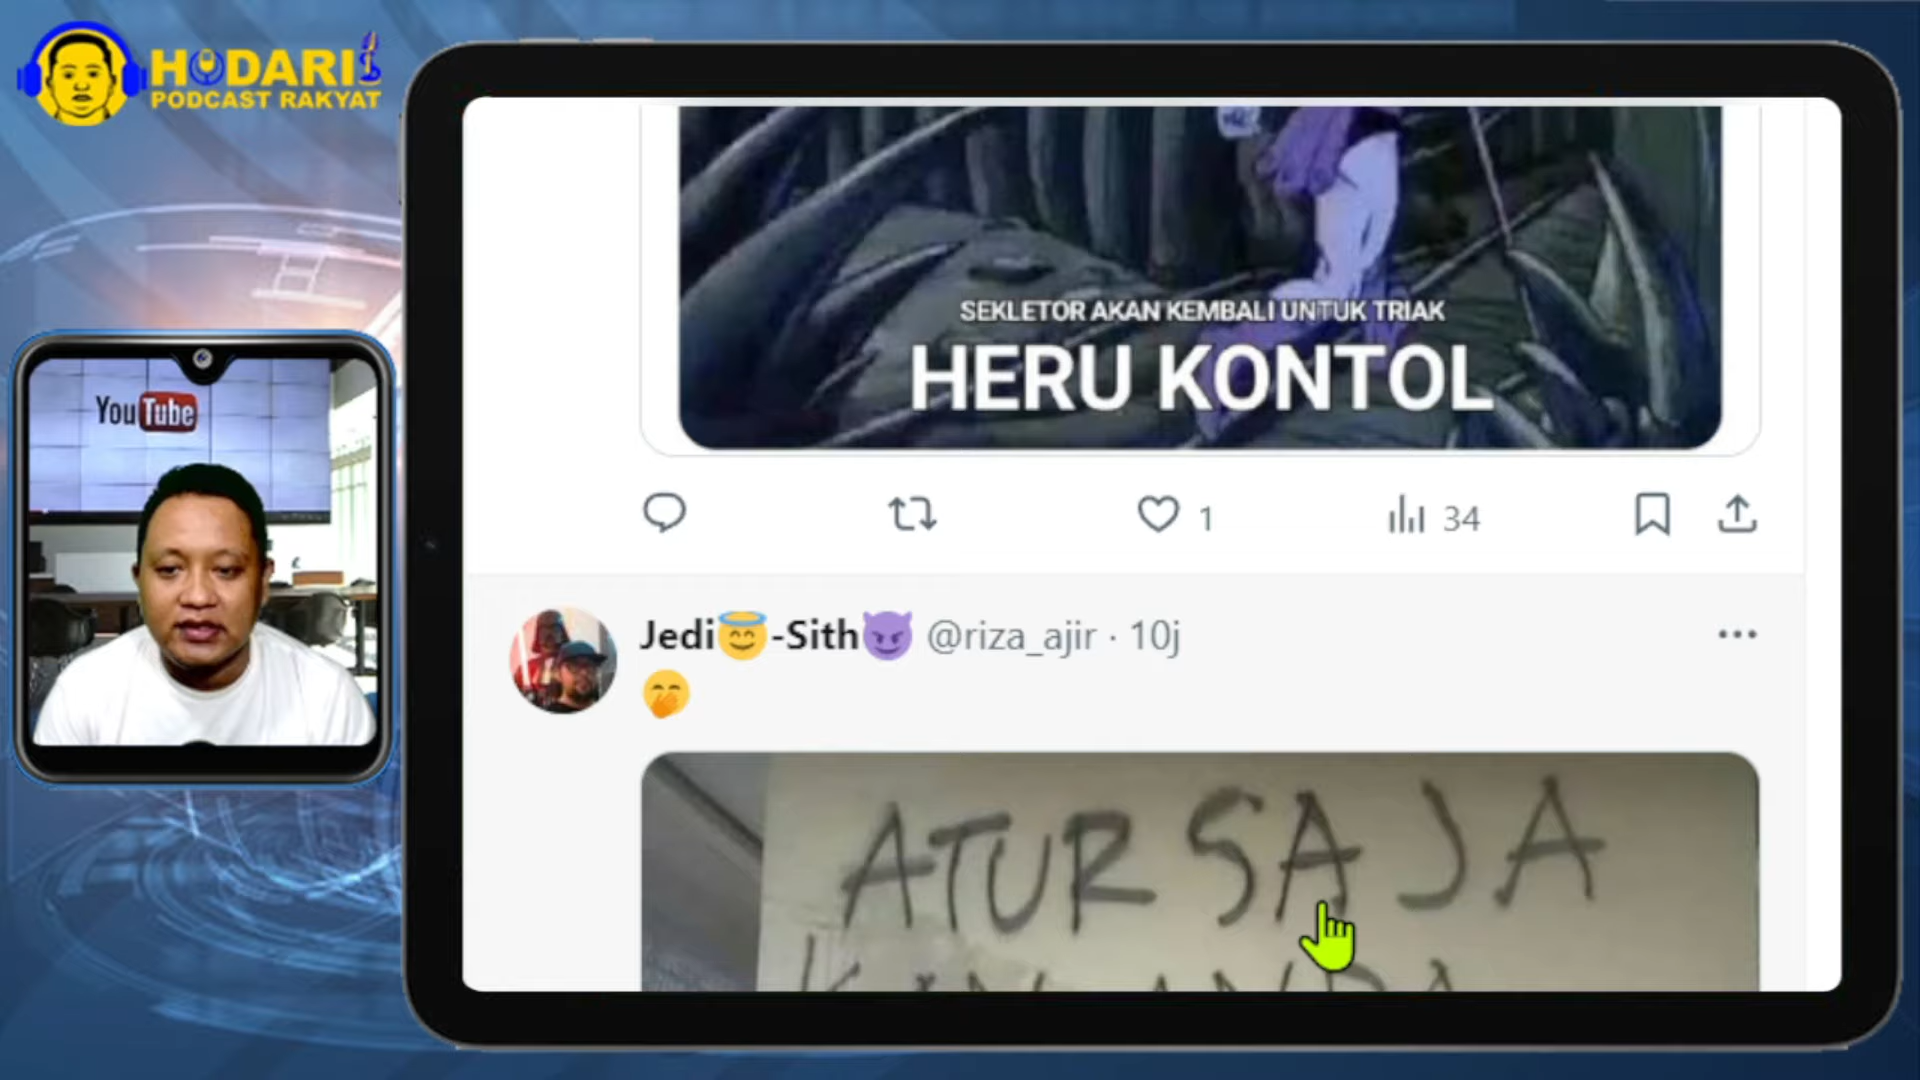 HODARI
PODCAST RAKYAT
YouTube
SEKLETOR AKAN KEMBALI UNTUK TRIAK
HERU KONTOL
1
34
Jedi😇-Sith😈 @riza_ajir · 10j
🤭
ATUR SAJA